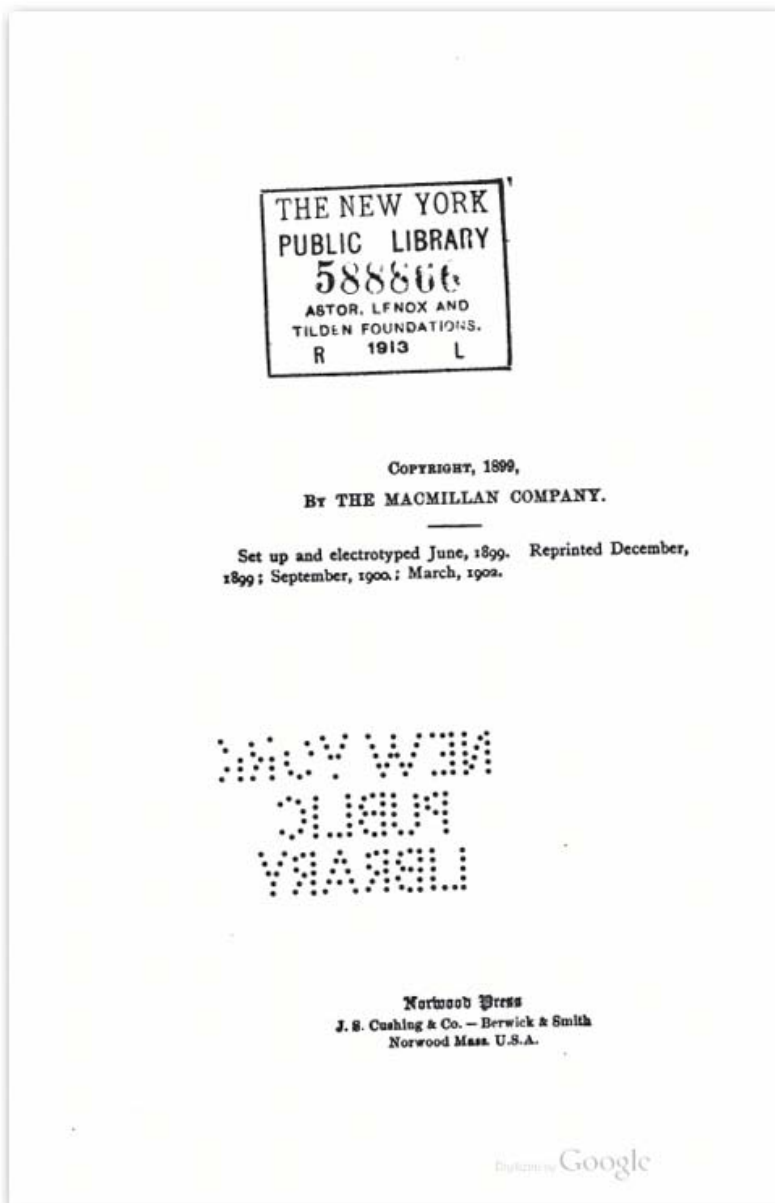 THE NEW YORK
PUBLIC LIBRARY
588866
ASTOR, LENOX AND
TILDEN FOUNDATIONS.
R 1913 L
COPYRIGHT, 1899,
BY THE MACMILLAN COMPANY.
Set up and electrotyped June, 1899. Reprinted December,
1899; September, 1900.; March, 1902.
NEW YORK
PUBLIC
LIBRARY
Norwood Press
J. S. Cushing & Co. – Berwick & Smith
Norwood Mass. U.S.A.
Digitized by Google